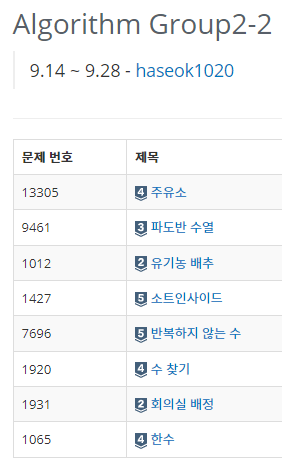 Algorithm Group2-2
9.14 ~ 9.28 - haseok1020
문제 번호 제목
13305 4 주유소
9461 3 파도반 수열
1012 2 유기농 배추
1427 5 소트인사이드
7696 5 반복하지 않는 수
1920 4 수 찾기
1931 2 회의실 배정
1065 4 한수